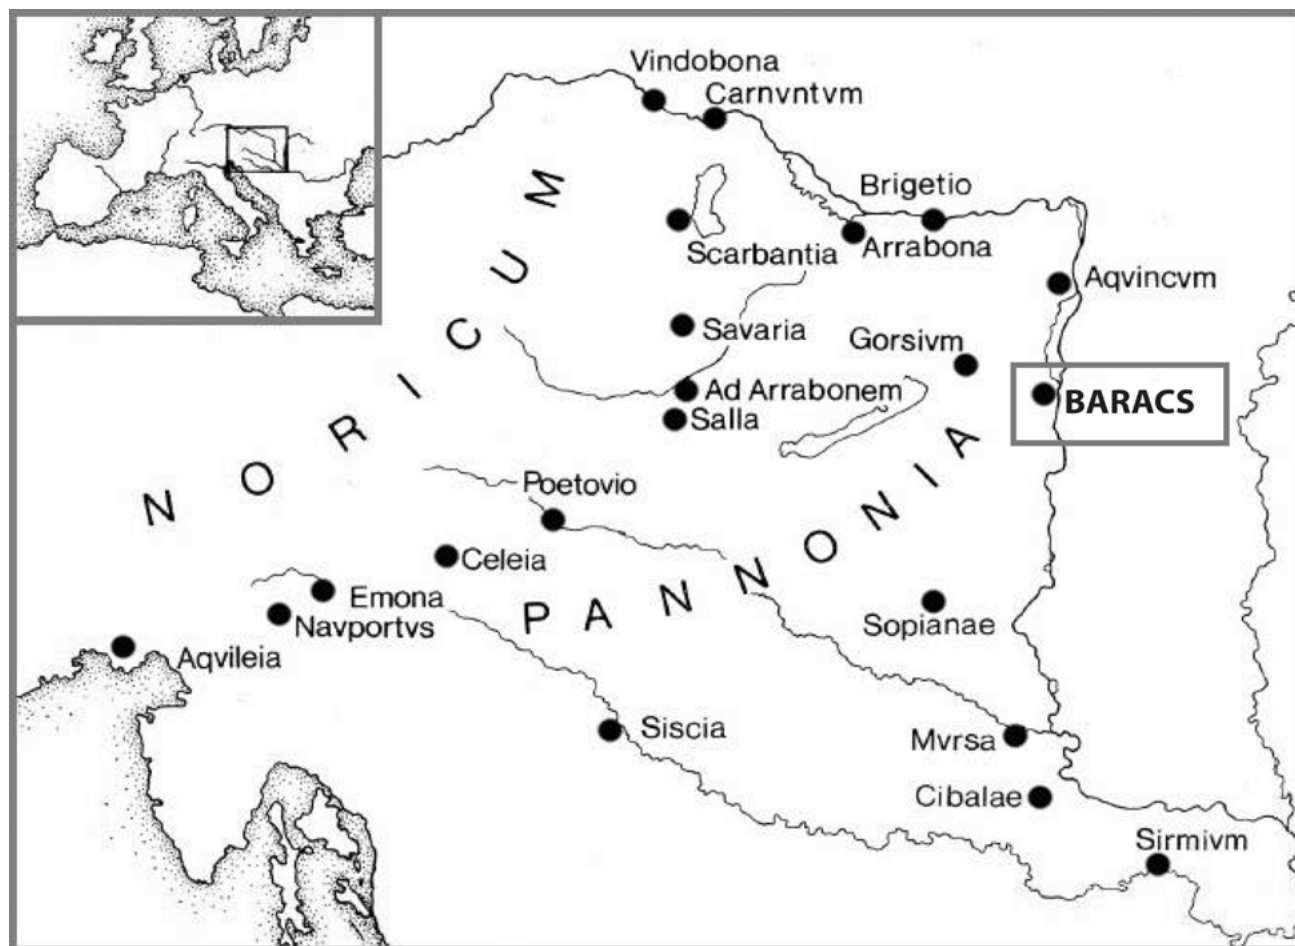 Vindobona
Carnvntvm
Brigetio
Scarbantia
Arrabona
Aqvincvm
Savaria
Gorsivm
Ad Arrabonem
BARACS
Salla
NORICUM
Poetovio
PANNONIA
Celeia
Emona
Navportvs
Sopianae
Aqvileia
Siscia
Mvrsa
Cibalae
Sirmivm